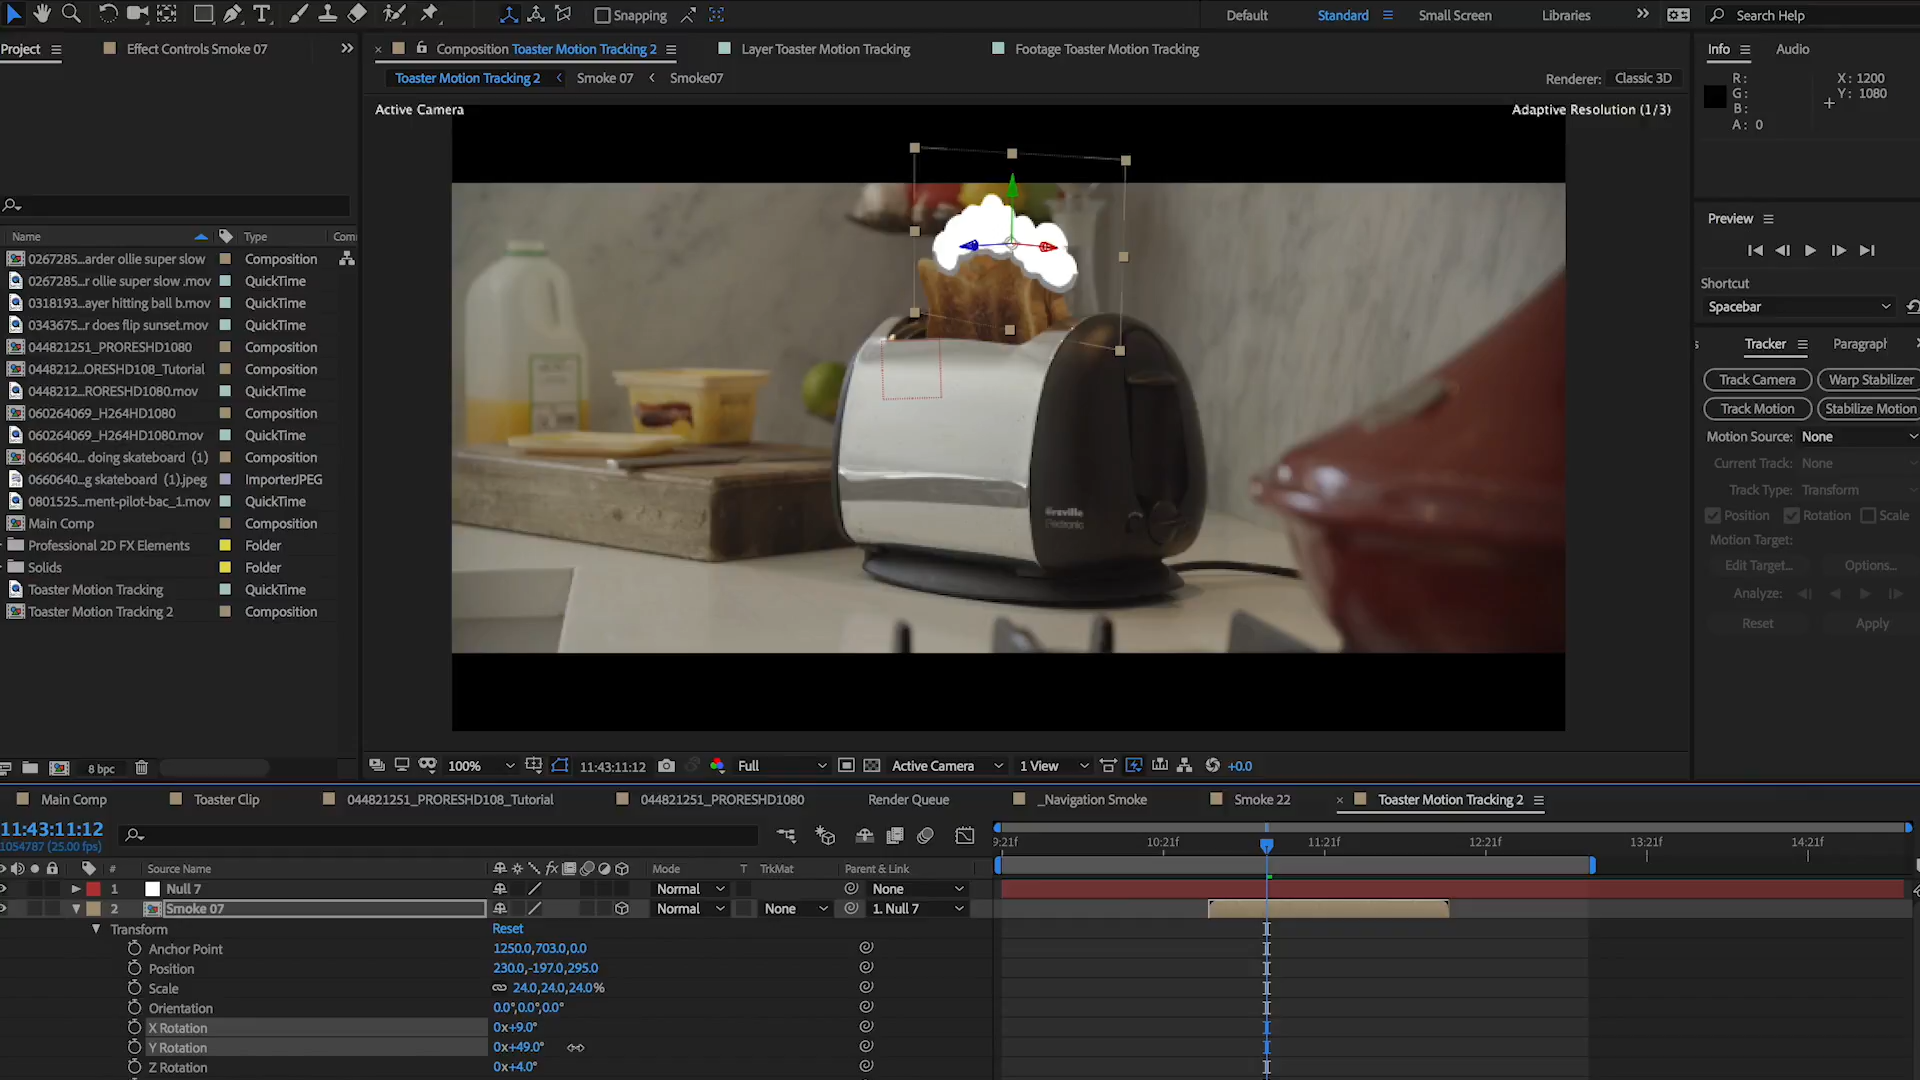 Snapping
Default
Standard
Small Screen
Libraries
Search Help
Project
Effect Controls Smoke 07
Composition Toaster Motion Tracking 2
Layer Toaster Motion Tracking
Footage Toaster Motion Tracking
Info
Audio
Toaster Motion Tracking 2
Smoke 07
Smoke07
Renderer: Classic 3D
R:
G:
B:
A: 0
X: 1200
Y: 1080
Active Camera
Adaptive Resolution (1/3)
Preview
Shortcut
Spacebar
Name
Type
Com
0267285...arder ollie super slow Composition
0267285...r ollie super slow .mov QuickTime
0318193...ayer hitting ball b.mov QuickTime
0343675...r does flip sunset.mov QuickTime
044821251_PRORESHD1080 Composition
0448212...ORESHD108_Tutorial Composition
0448212...RORESHD1080.mov QuickTime
060264069_H264HD1080 Composition
060264069_H264HD1080.mov QuickTime
0660640... doing skateboard (1) Composition
0660640...g skateboard (1).jpeg ImporterJPEG
0801525...ment-pilot-bac_1.mov QuickTime
Main Comp Composition
Professional 2D FX Elements Folder
Solids Folder
Toaster Motion Tracking QuickTime
Toaster Motion Tracking 2 Composition
s
Tracker
Paragraph
Track Camera
Warp Stabilizer
Track Motion
Stabilize Motion
Motion Source: None
Current Track: None
Track Type: Transform
Position Rotation Scale
Motion Target:
Edit Target...
Options...
Analyze:
Reset
Apply
Breville
Electronic
8 bpc
100%
11:43:11:12
Full
Active Camera
1 View
+0.0
Main Comp
Toaster Clip
044821251_PRORESHD108_Tutorial
044821251_PRORESHD1080
Render Queue
_Navigation Smoke
Smoke 22
Toaster Motion Tracking 2
11:43:11:12
1054787 (25.00 fps)
9:21f
10:21f
11:21f
12:21f
13:21f
14:21f
#
Source Name
fx
Mode
T
TrkMat
Parent & Link
1 Null 7 Normal None
2 Smoke 07 Normal None 1. Null 7
Transform Reset
Anchor Point 1250.0,703.0,0.0
Position 230.0,-197.0,295.0
Scale 24.0,24.0,24.0%
Orientation 0.0°,0.0°,0.0°
X Rotation 0x+9.0°
Y Rotation 0x+49.0°
Z Rotation 0x+4.0°